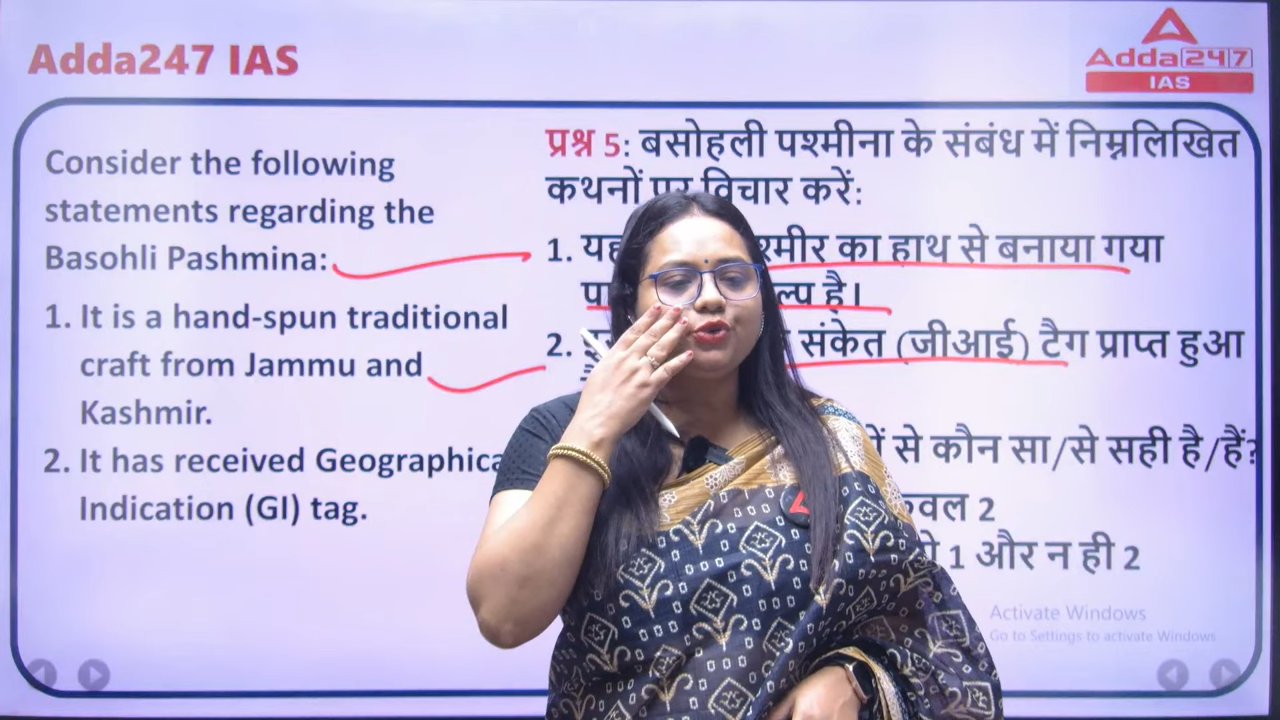 Adda247 IAS
Adda247
IAS
Consider the following
statements regarding the
Basohli Pashmina:
1. It is a hand-spun traditional
craft from Jammu and
Kashmir.
2. It has received Geographica
Indication (GI) tag.
प्रश्न 5: बसोहली पश्मीना के संबंध में निम्नलिखित
कथनों पर विचार करें:
1. का हाथ से बनाया गया
है।
2. संकेत (जीआई) टैग प्राप्त हुआ
से कौन सा/से सही है/हैं?
2
1 और न ही 2
Activate Windows
Go to Settings to activate Windows.